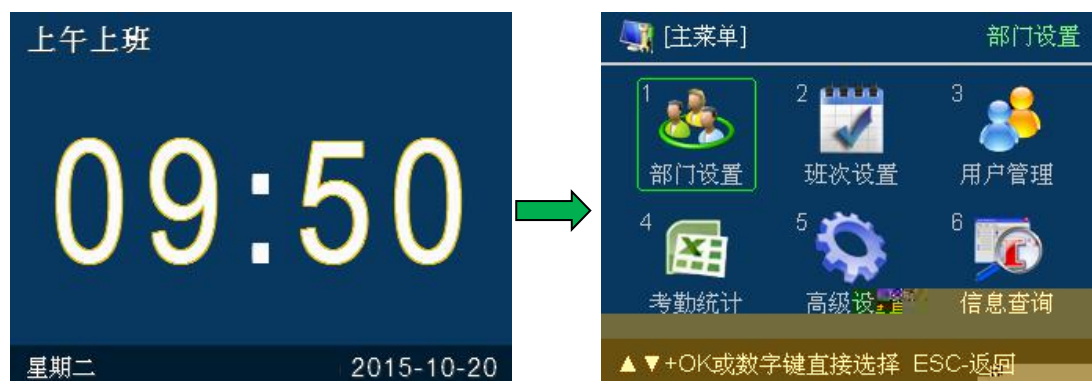 上午上班
09:50
星期二 2015-10-20
[主菜单] 部门设置
1 2 3
部门设置 班次设置 用户管理
4 5 6
考勤统计 高级设 信息查询
▲▼+OK或数字键直接选择 ESC-返回